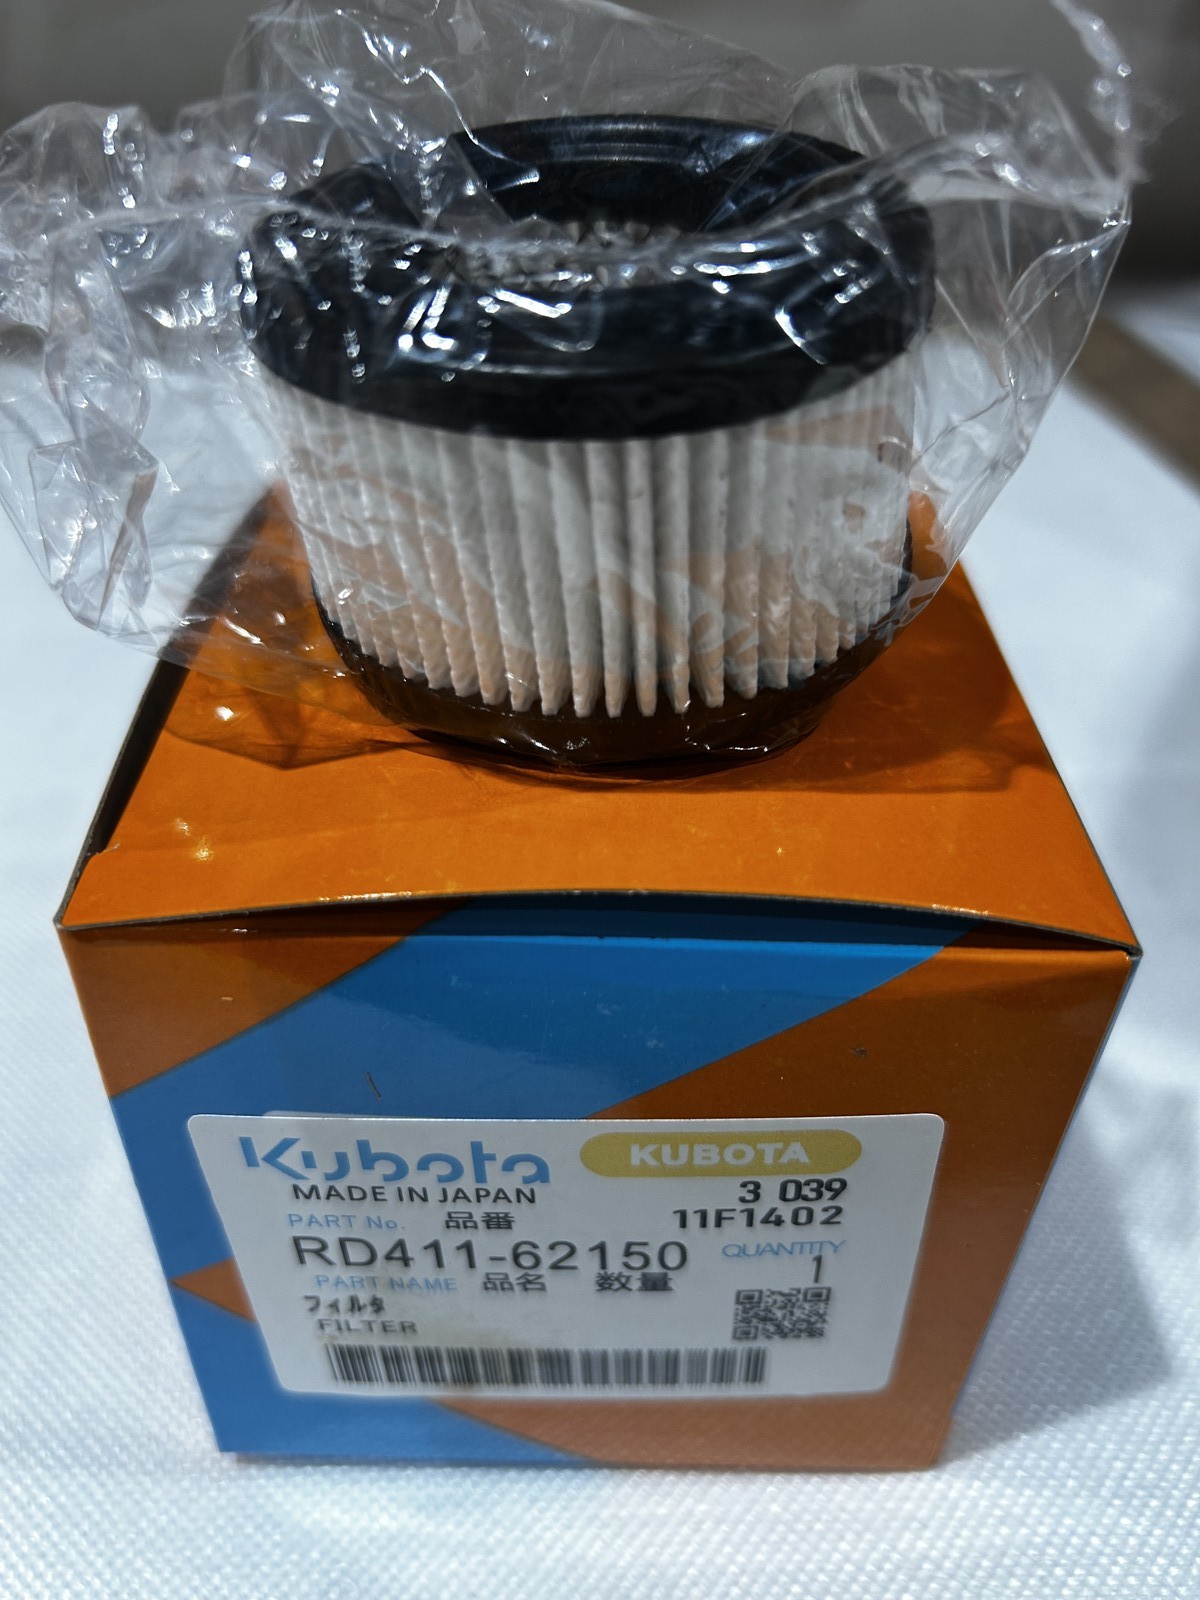 Kubota KUBOTA
MADE IN JAPAN 3 039
PART No. 品番 11F1402
RD411-62150 QUANTITY
PART NAME 品名 数量 1
フィルタ
FILTER